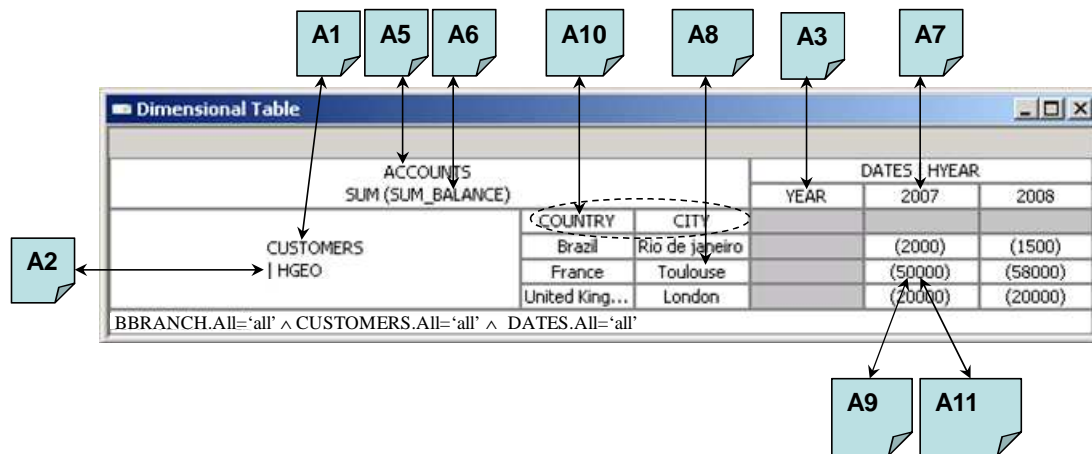 A1 A5 A6 A10 A8 A3 A7
Dimensional Table
ACCOUNTS
SUM (SUM_BALANCE)
DATES | HYEAR
YEAR 2007 2008
COUNTRY CITY
CUSTOMERS
| HGEO
Brazil Rio de janeiro (2000) (1500)
France Toulouse (50000) (58000)
United King... London (20000) (20000)
A2
BBRANCH.All=‘all’ ∧ CUSTOMERS.All=‘all’ ∧ DATES.All=‘all’
A9 A11